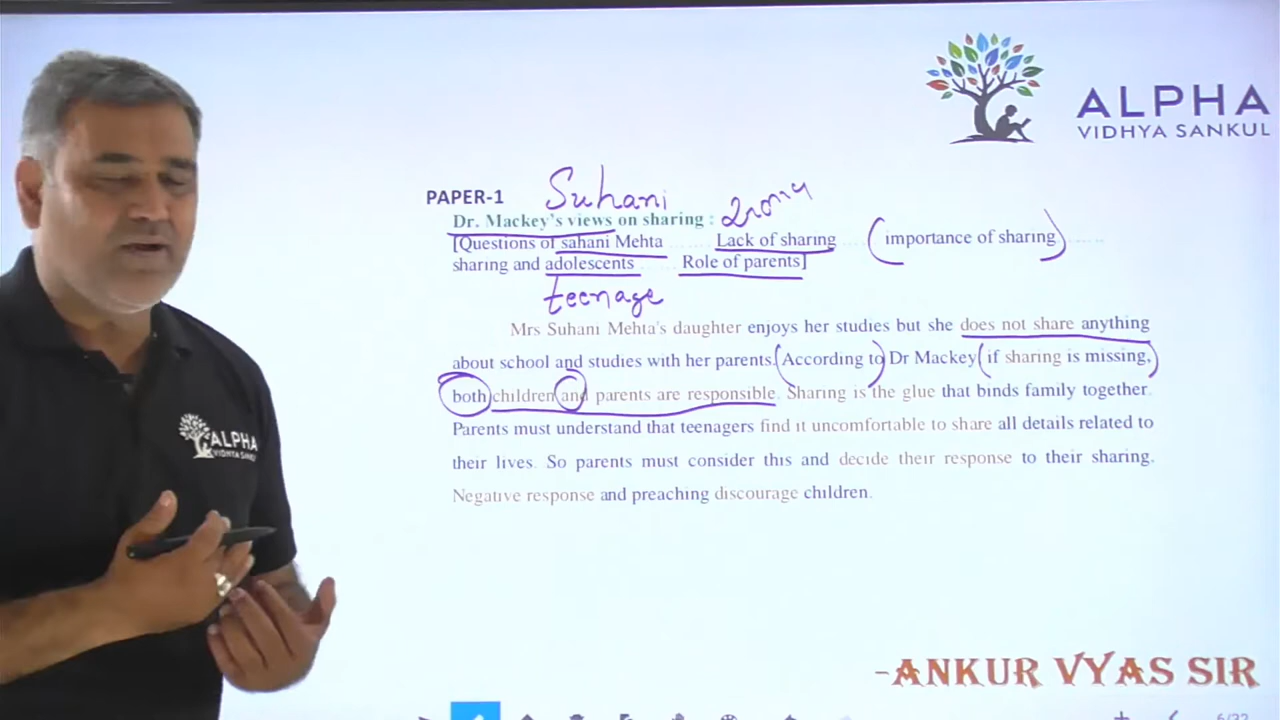 ALPHA
VIDHYA SANKUL
PAPER-1
Suhani
Dr. Mackey's views on sharing :
[Questions of sahani Mehta ...... Lack of sharing ...... importance of sharing ......
sharing and adolescents ...... Role of parents]
teenage
Mrs Suhani Mehta's daughter enjoys her studies but she does not share anything
about school and studies with her parents. According to Dr Mackey if sharing is missing,
both children and parents are responsible. Sharing is the glue that binds family together.
Parents must understand that teenagers find it uncomfortable to share all details related to
their lives. So parents must consider this and decide their response to their sharing.
Negative response and preaching discourage children.
ALPHA
VIDHYA SANKUL
-ANKUR VYAS SIR